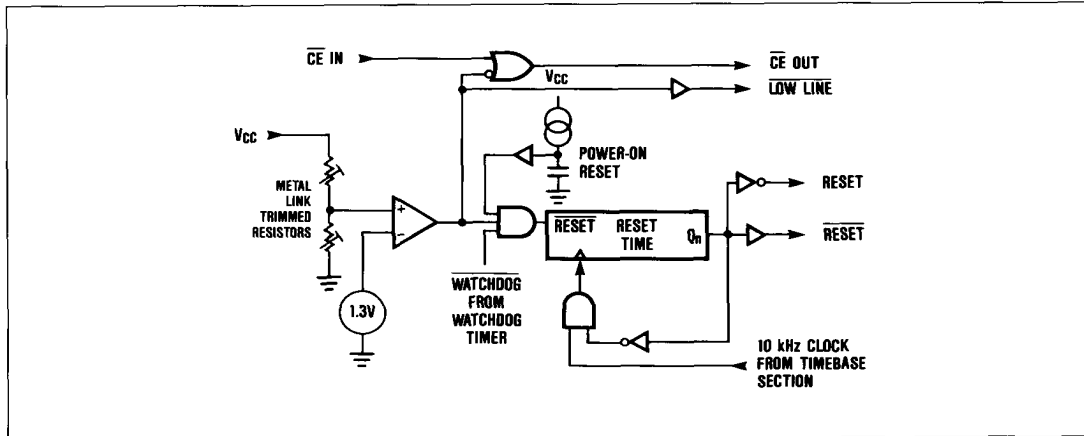 CE IN
CE OUT
VCC
LOW LINE
VCC
POWER-ON
RESET
METAL
LINK
TRIMMED
RESISTORS
+
−
RESET
RESET
RESET
TIME
Qn
RESET
WATCHDOG
FROM
WATCHDOG
TIMER
1.3V
10 kHz CLOCK
FROM TIMEBASE
SECTION